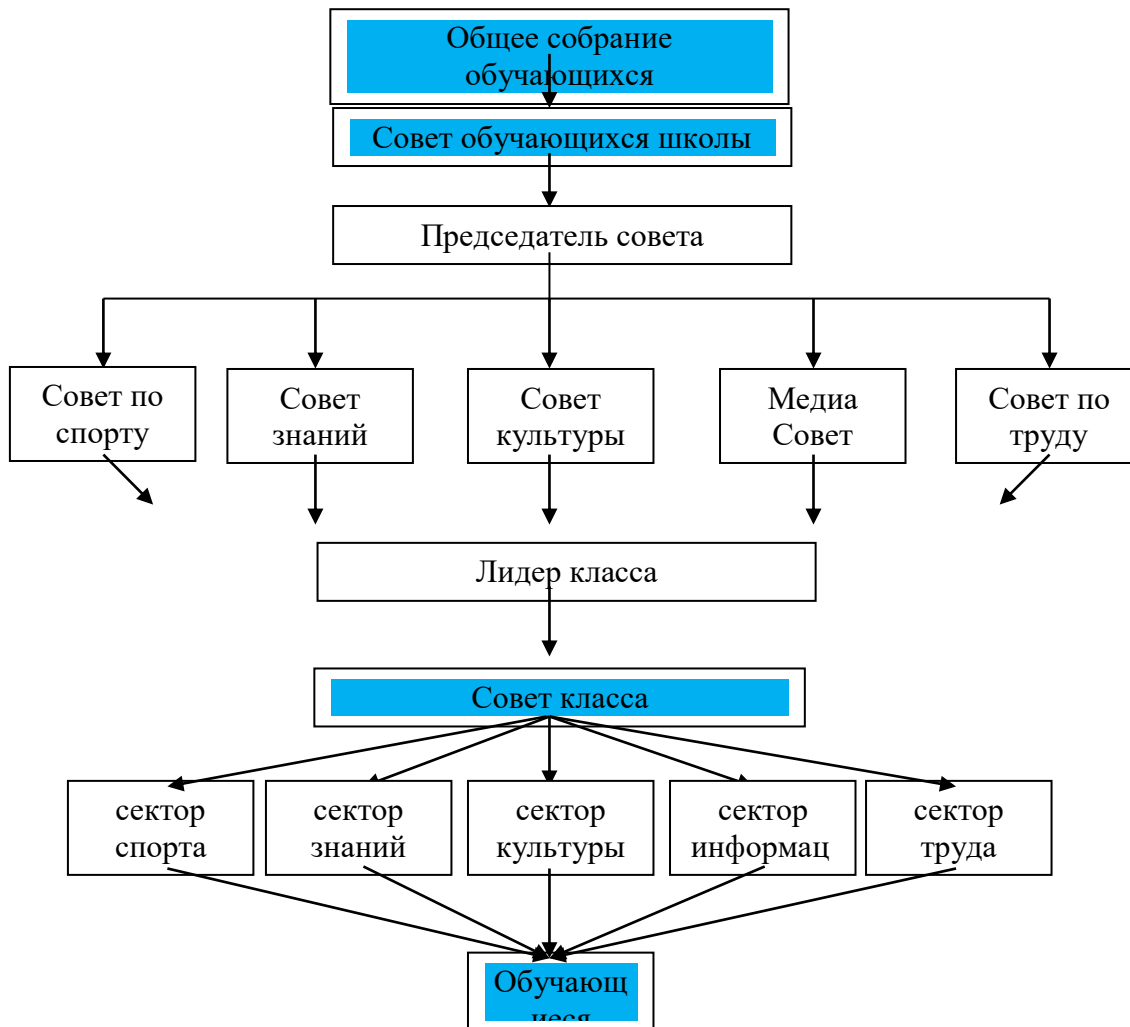 Общее собрание
обучающихся
Совет обучающихся школы
Председатель совета
Совет по
спорту
Совет
знаний
Совет
культуры
Медиа
Совет
Совет по
труду
Лидер класса
Совет класса
сектор
спорта
сектор
знаний
сектор
культуры
сектор
информац
сектор
труда
Обучающ
иеся